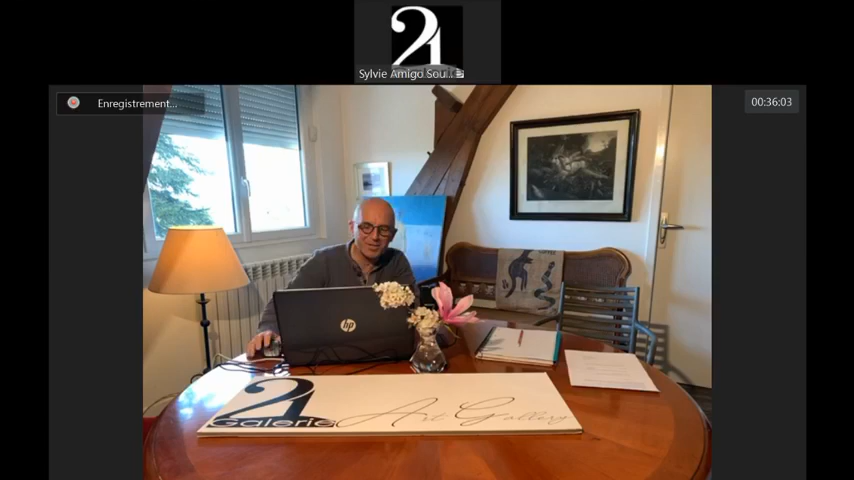 21
Sylvie Amigo Sou...
Enregistrement...
00:36:03
hp
21
Galerie
Art Gallery